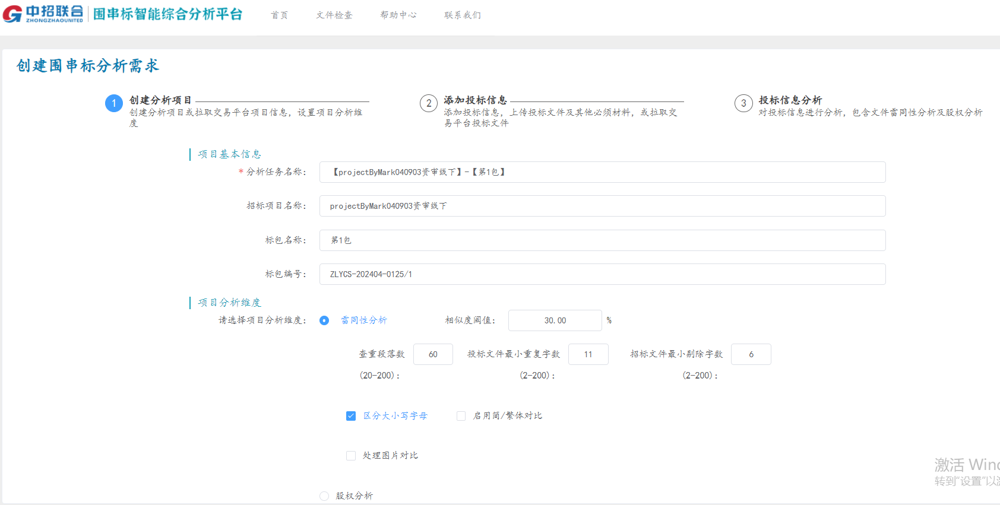 中招联合 围串标智能综合分析平台 首页 文件检查 帮助中心 联系我们
ZHONGZHAOUNITED
创建围串标分析需求
1 创建分析项目
创建分析项目或拉取交易平台项目信息，设置项目分析维
度
2 添加投标信息
添加投标信息，上传投标文件及其他必须材料，或拉取交
易平台投标文件
3 投标信息分析
对投标信息进行分析，包含文件雷同性分析及股权分析
项目基本信息
* 分析任务名称： 【projectByMark040903资审线下】-【第1包】
招标项目名称： projectByMark040903资审线下
标包名称： 第1包
标包编号： ZLYCS-202404-0125/1
项目分析维度
请选择项目分析维度： 雷同性分析 相似度阈值： 30.00 %
查重段落数 60 投标文件最小重复字数 11 招标文件最小剔除字数 6
(20-200)： (2-200)： (2-200)：
区分大小写字母 启用简/繁体对比
处理图片对比
股权分析
激活 Wind
转到"设置"以激